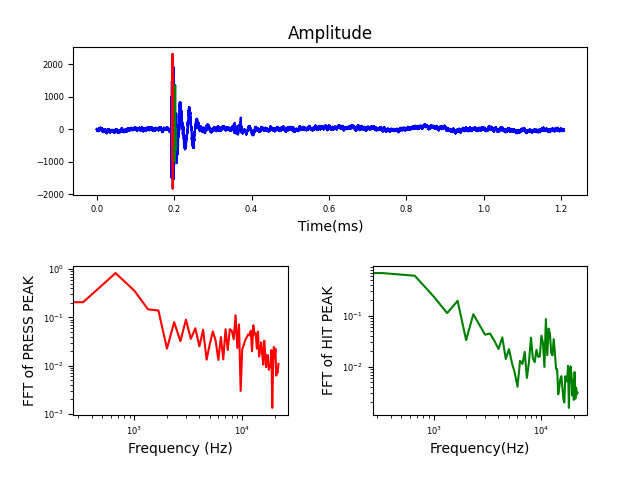 Amplitude
2000
1000
0
−1000
−2000
0.0 0.2 0.4 0.6 0.8 1.0 1.2
Time(ms)
FFT of PRESS PEAK
10⁰
10⁻¹
10⁻²
10⁻³
10³ 10⁴
Frequency (Hz)
FFT of HIT PEAK
10⁻¹
10⁻²
10³ 10⁴
Frequency(Hz)